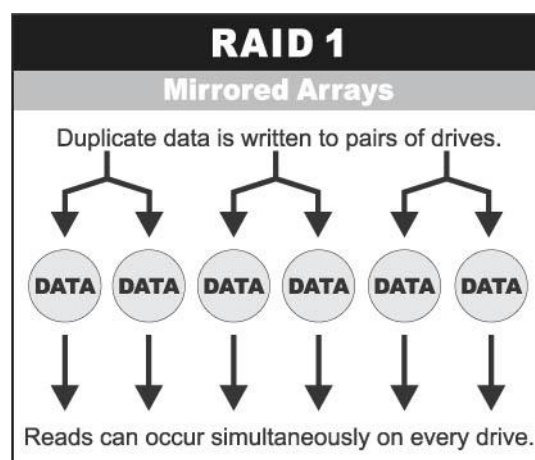 RAID 1
Mirrored Arrays
Duplicate data is written to pairs of drives.
DATA DATA DATA DATA DATA DATA
Reads can occur simultaneously on every drive.